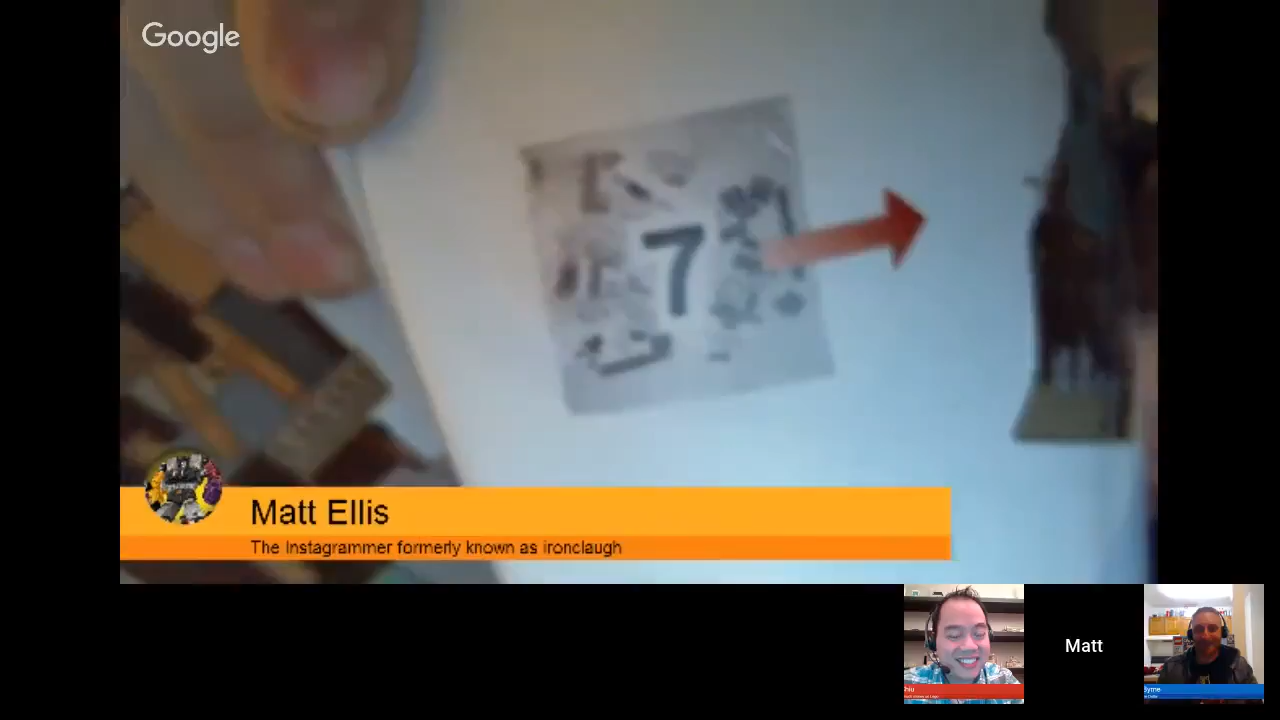 Google
7
Matt Ellis
The Instagrammer formerly known as ironclaugh
Matt